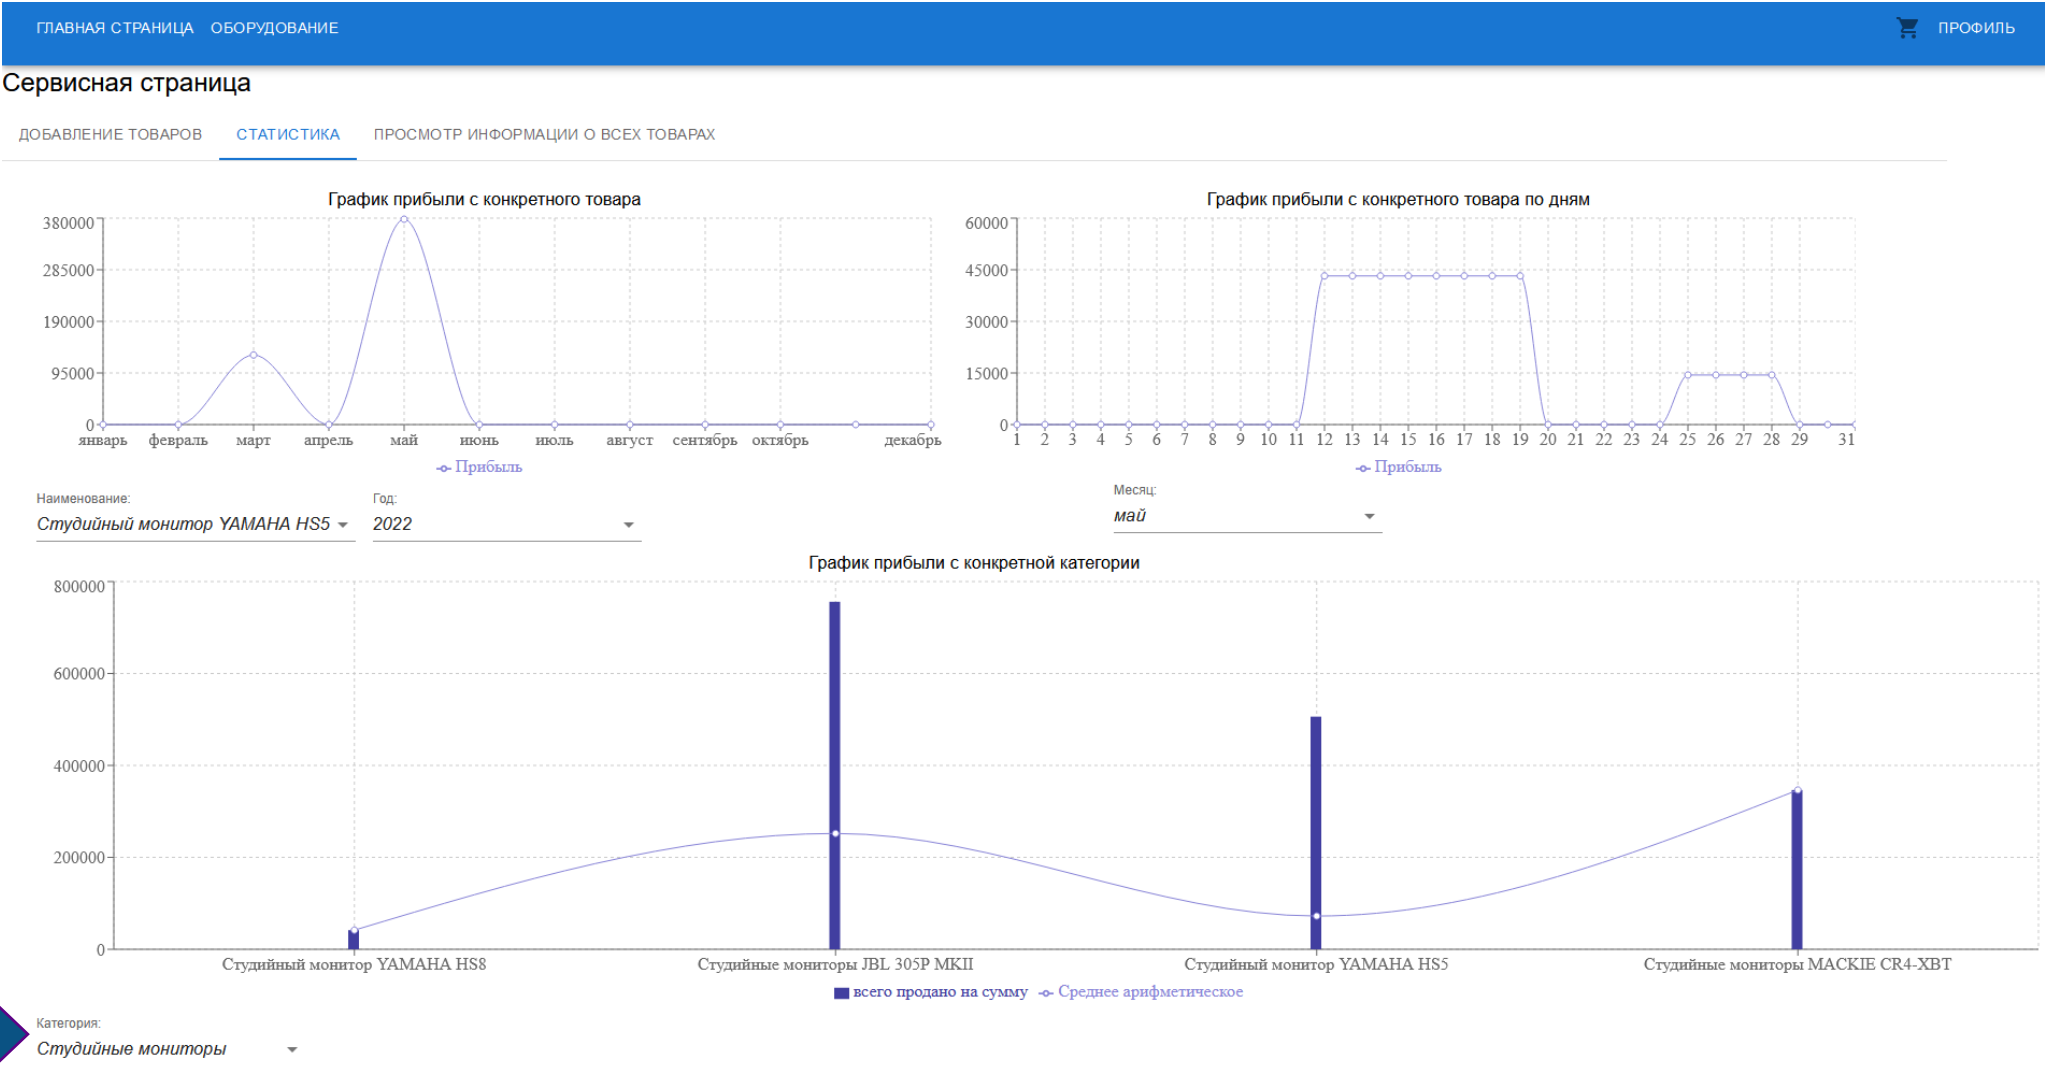 ГЛАВНАЯ СТРАНИЦА ОБОРУДОВАНИЕ ПРОФИЛЬ
Сервисная страница
ДОБАВЛЕНИЕ ТОВАРОВ СТАТИСТИКА ПРОСМОТР ИНФОРМАЦИИ О ВСЕХ ТОВАРАХ
График прибыли с конкретного товара
380000
285000
190000
95000
0
январь февраль март апрель май июнь июль август сентябрь октябрь декабрь
Прибыль
Наименование:
Студийный монитор YAMAHA HS5
Год:
2022
График прибыли с конкретного товара по дням
60000
45000
30000
15000
0
1 2 3 4 5 6 7 8 9 10 11 12 13 14 15 16 17 18 19 20 21 22 23 24 25 26 27 28 29 31
Прибыль
Месяц:
май
График прибыли с конкретной категории
800000
600000
400000
200000
0
Студийный монитор YAMAHA HS8 Студийные мониторы JBL 305P MKII Студийный монитор YAMAHA HS5 Студийные мониторы MACKIE CR4-XBT
всего продано на сумму Среднее арифметическое
Категория:
Студийные мониторы